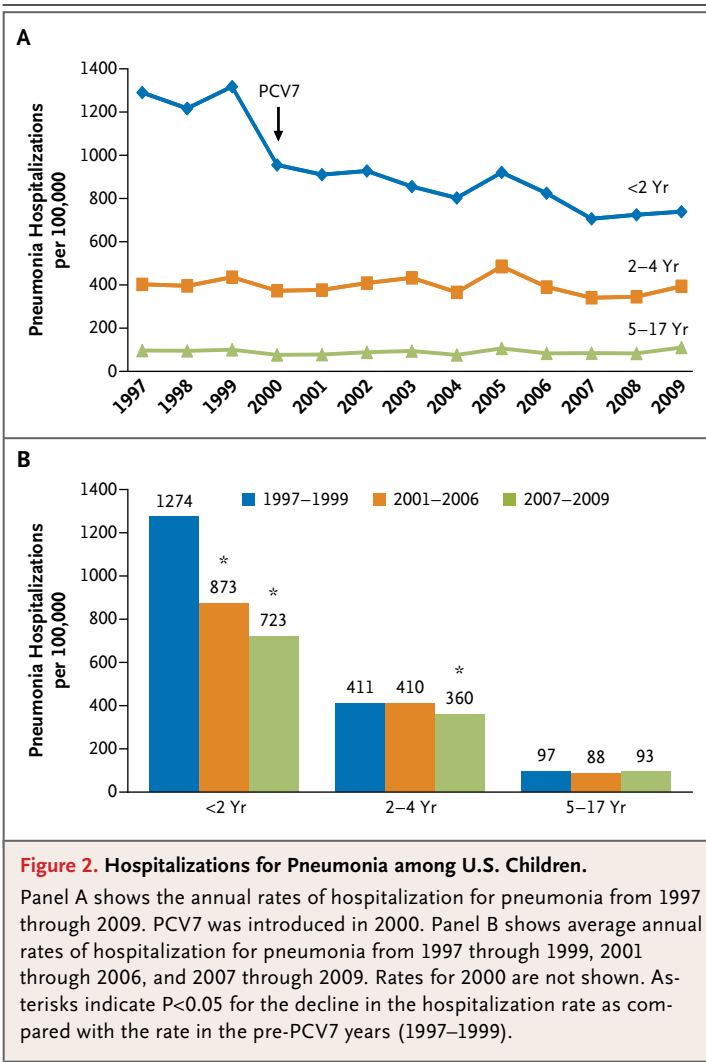 A
Pneumonia Hospitalizations
per 100,000
1400
1200
1000
800
600
400
200
0
PCV7
<2 Yr
2–4 Yr
5–17 Yr
1997
1998
1999
2000
2001
2002
2003
2004
2005
2006
2007
2008
2009
B
Pneumonia Hospitalizations
per 100,000
1400
1200
1000
800
600
400
200
0
1997–1999 2001–2006 2007–2009
1274
*
873
*
723
411
410
*
360
97
88
93
<2 Yr 2–4 Yr 5–17 Yr
Figure 2. Hospitalizations for Pneumonia among U.S. Children.
Panel A shows the annual rates of hospitalization for pneumonia from 1997
through 2009. PCV7 was introduced in 2000. Panel B shows average annual
rates of hospitalization for pneumonia from 1997 through 1999, 2001
through 2006, and 2007 through 2009. Rates for 2000 are not shown. As-
terisks indicate P<0.05 for the decline in the hospitalization rate as com-
pared with the rate in the pre-PCV7 years (1997–1999).